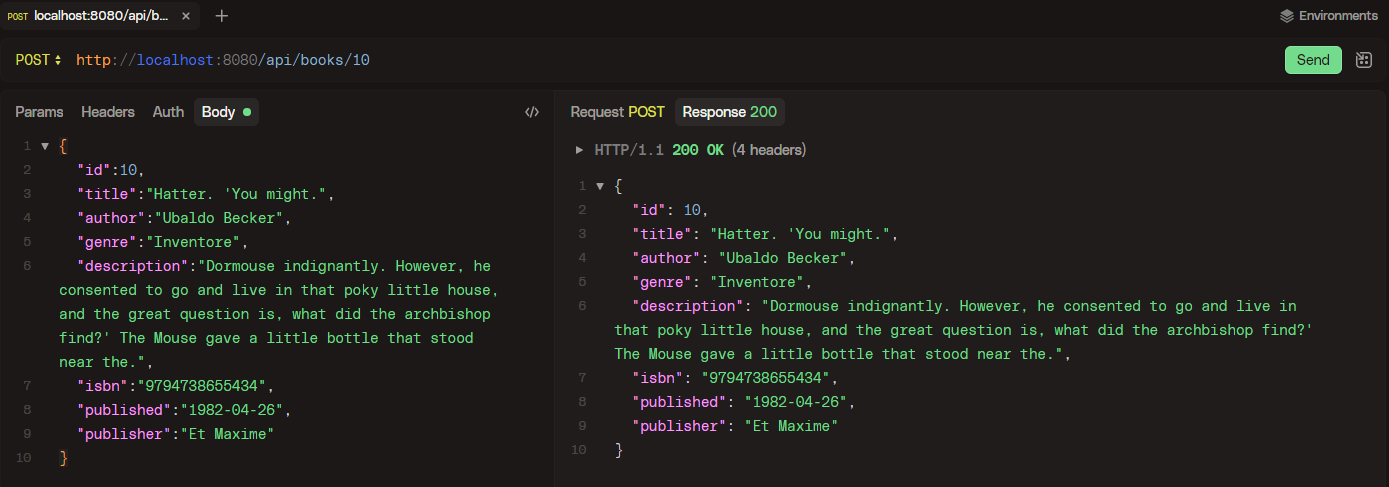 POST localhost:8080/api/b... × +
Environments
POST http://localhost:8080/api/books/10
Send
Params Headers Auth Body
1 {
2 "id":10,
3 "title":"Hatter. 'You might.",
4 "author":"Ubaldo Becker",
5 "genre":"Inventore",
6 "description":"Dormouse indignantly. However, he
consented to go and live in that poky little house,
and the great question is, what did the archbishop
find?' The Mouse gave a little bottle that stood
near the.",
7 "isbn":"9794738655434",
8 "published":"1982-04-26",
9 "publisher":"Et Maxime"
10 }
Request POST Response 200
HTTP/1.1 200 OK (4 headers)
1 {
2 "id": 10,
3 "title": "Hatter. 'You might.",
4 "author": "Ubaldo Becker",
5 "genre": "Inventore",
6 "description": "Dormouse indignantly. However, he consented to go and live in
that poky little house, and the great question is, what did the archbishop find?'
The Mouse gave a little bottle that stood near the.",
7 "isbn": "9794738655434",
8 "published": "1982-04-26",
9 "publisher": "Et Maxime"
10 }